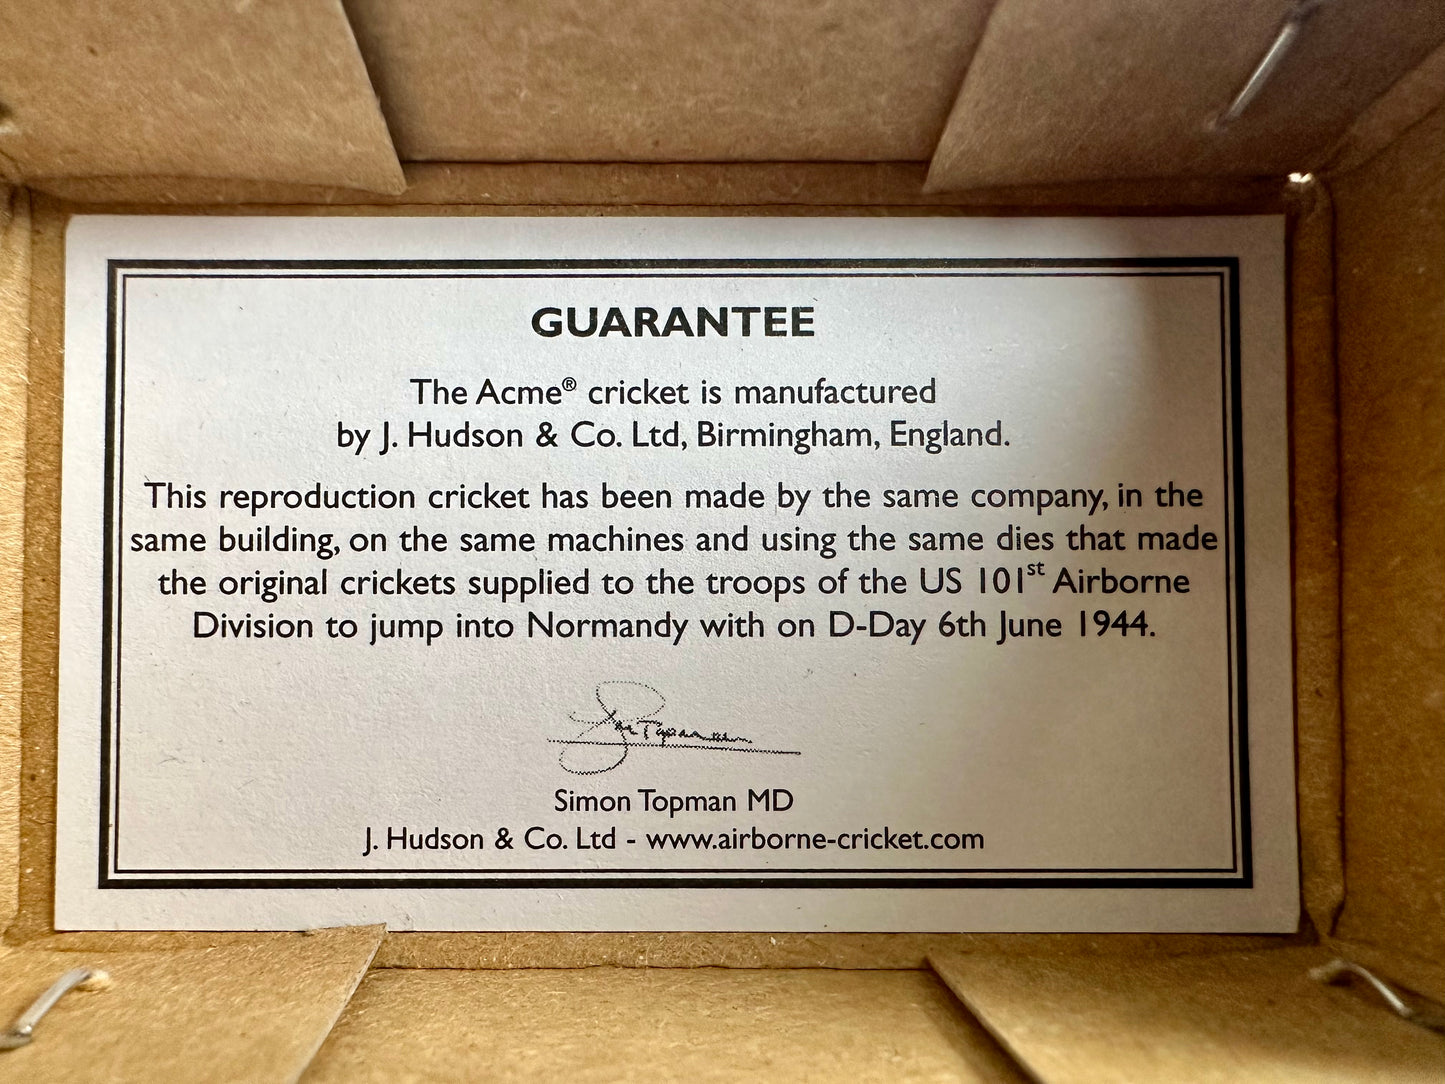 GUARANTEE
The Acme® cricket is manufactured
by J. Hudson & Co. Ltd, Birmingham, England.
This reproduction cricket has been made by the same company, in the
same building, on the same machines and using the same dies that made
the original crickets supplied to the troops of the US 101st Airborne
Division to jump into Normandy with on D-Day 6th June 1944.
Simon Topman
Simon Topman MD
J. Hudson & Co. Ltd - www.airborne-cricket.com